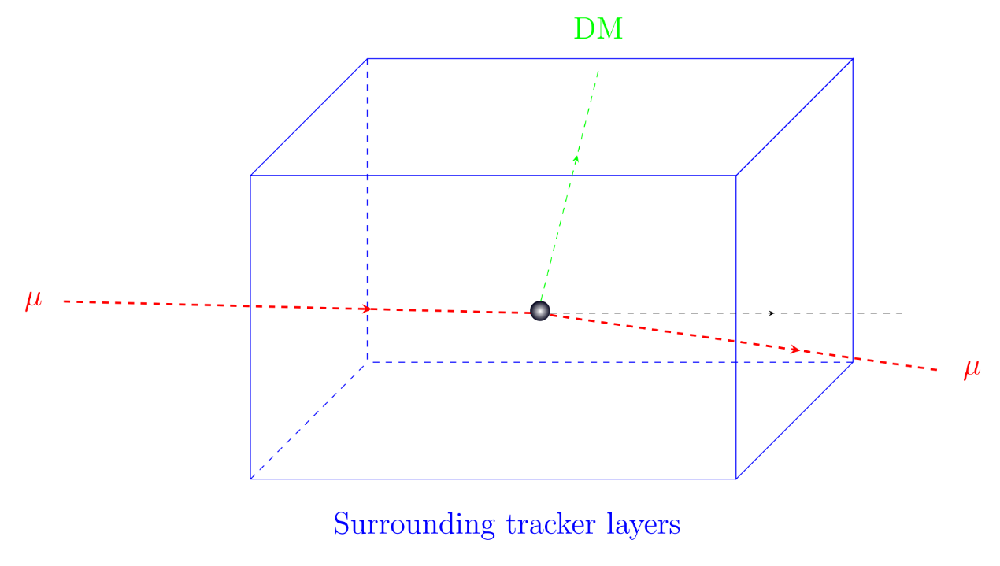 DM
μ
μ
Surrounding tracker layers